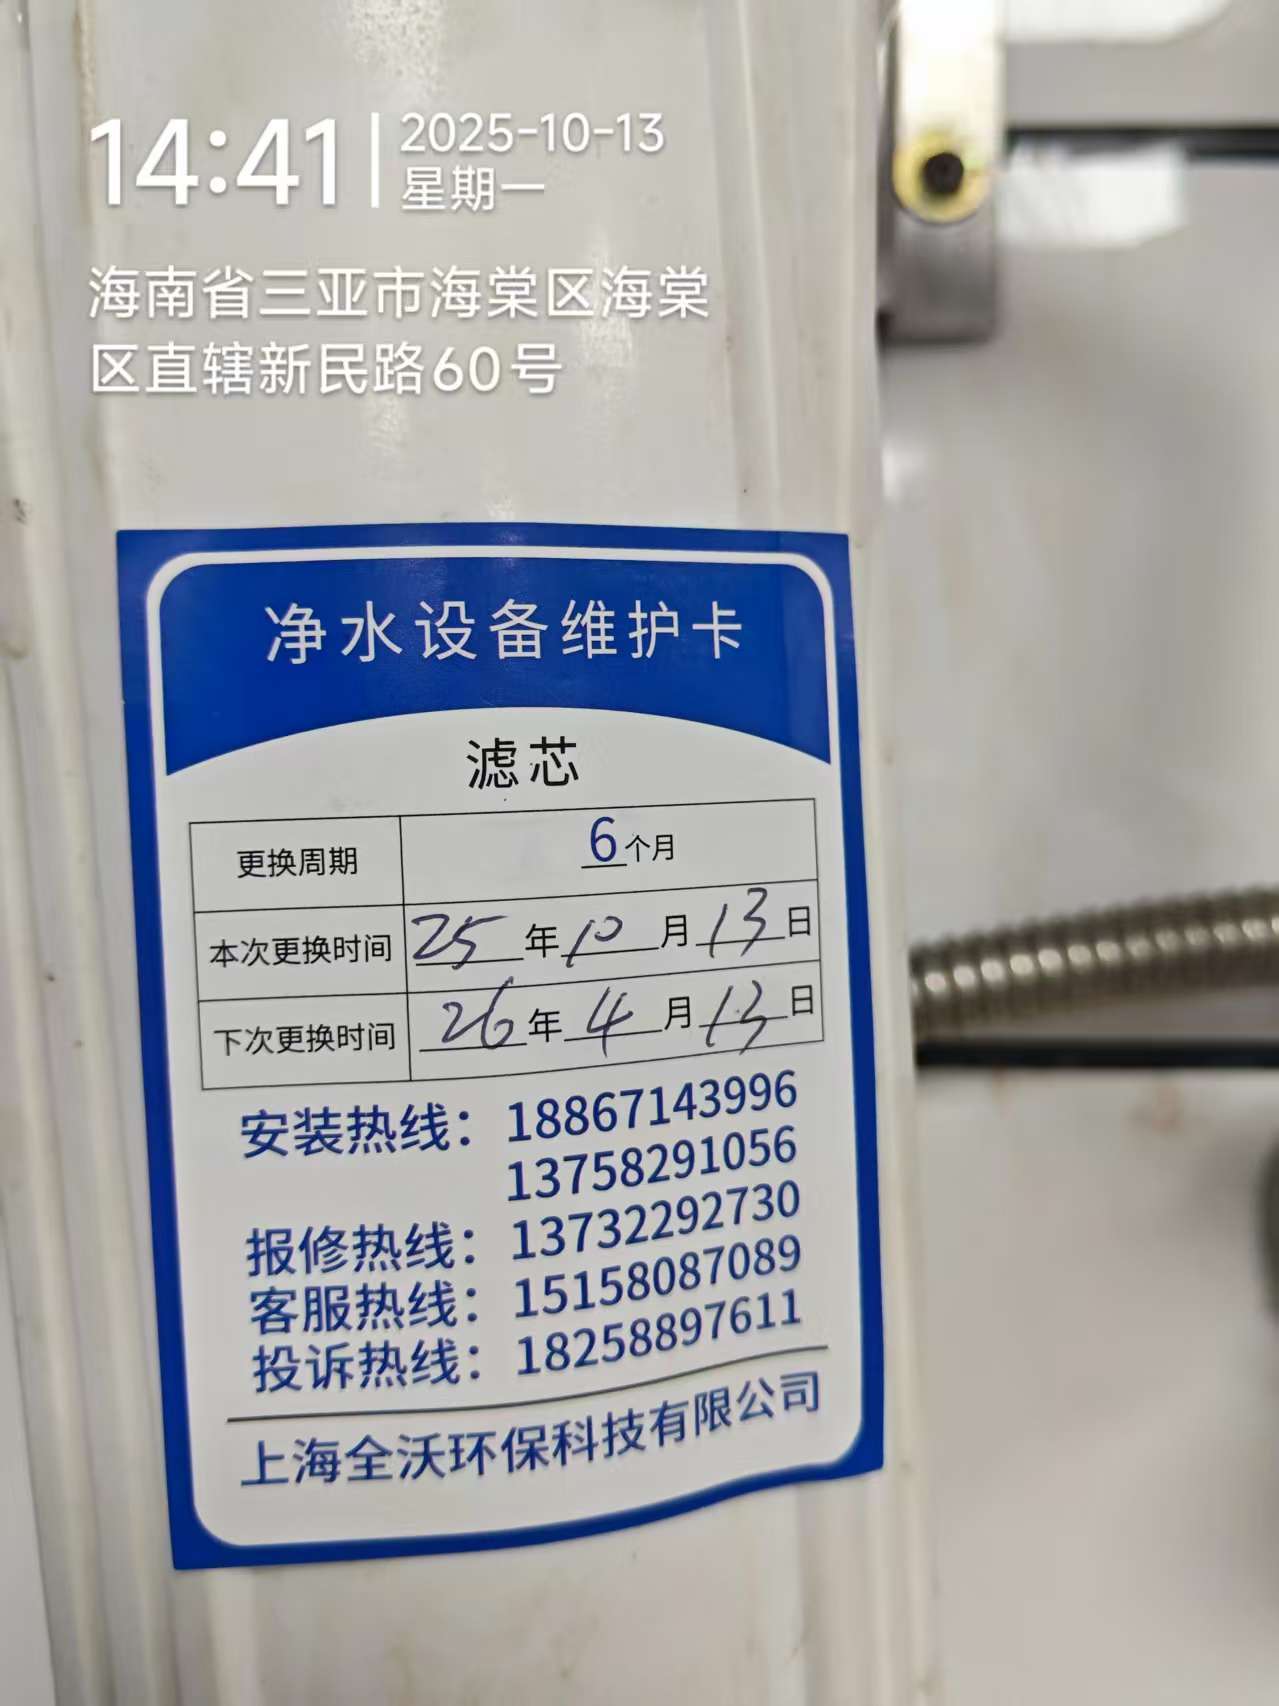 14:41
2025-10-13
星期一
海南省三亚市海棠区海棠
区直辖新民路60号
净水设备维护卡
滤芯
更换周期 6个月
本次更换时间 25年10月13日
下次更换时间 26年4月13日
安装热线：18867143996
13758291056
报修热线：13732292730
客服热线：15158087089
投诉热线：18258897611
上海全沃环保科技有限公司